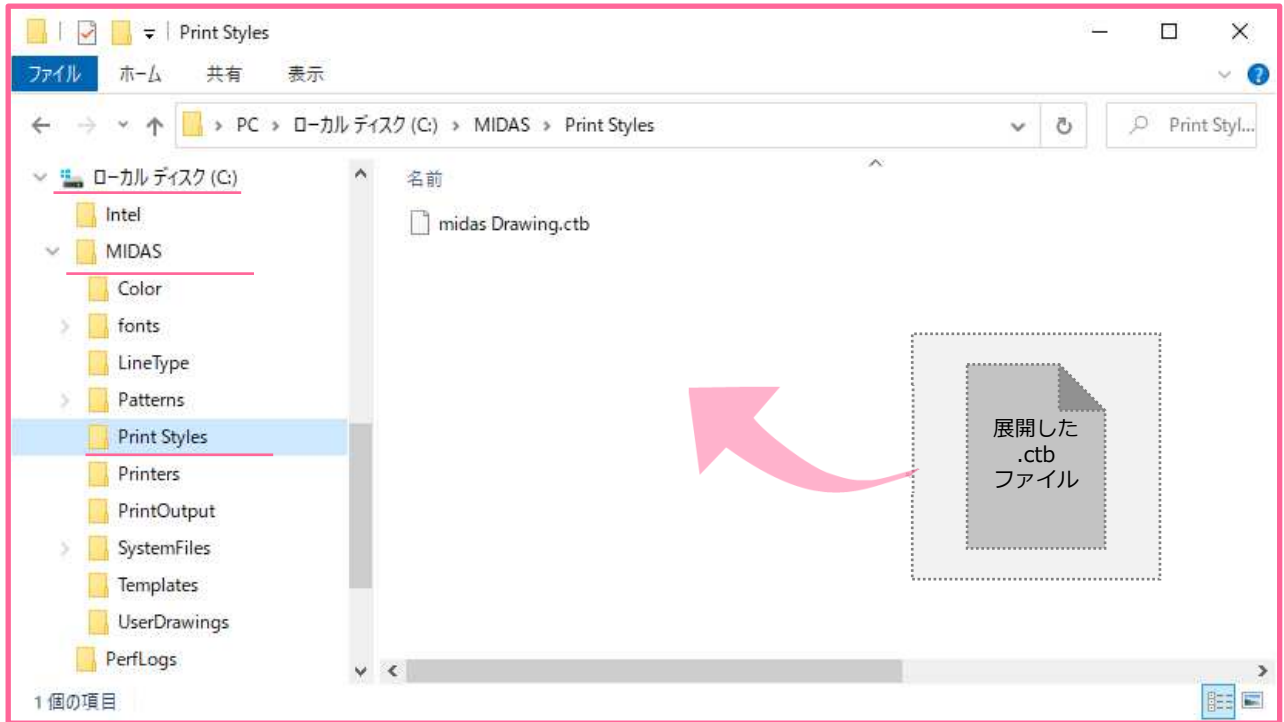 Print Styles
ファイル ホーム 共有 表示
PC > ローカル ディスク (C:) > MIDAS > Print Styles
Print Styl...
ローカル ディスク (C:)
Intel
MIDAS
Color
fonts
LineType
Patterns
Print Styles
Printers
PrintOutput
SystemFiles
Templates
UserDrawings
PerfLogs
名前
midas Drawing.ctb
展開した
.ctb
ファイル
1 個の項目